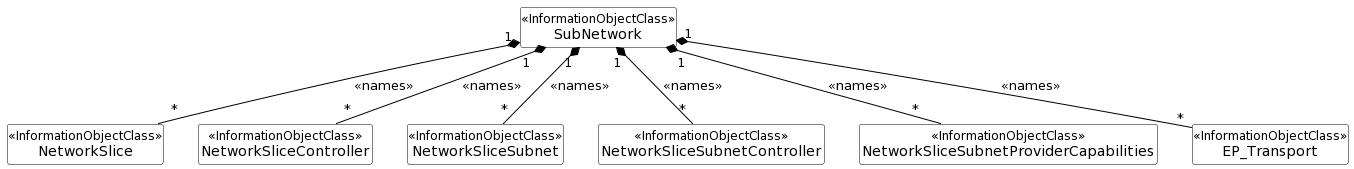 «InformationObjectClass»
SubNetwork
1
1
1
1
1
1
«names»
«names»
«names»
«names»
«names»
«names»
*
*
*
*
*
*
«InformationObjectClass»
NetworkSlice
«InformationObjectClass»
NetworkSliceController
«InformationObjectClass»
NetworkSliceSubnet
«InformationObjectClass»
NetworkSliceSubnetController
«InformationObjectClass»
NetworkSliceSubnetProviderCapabilities
«InformationObjectClass»
EP_Transport